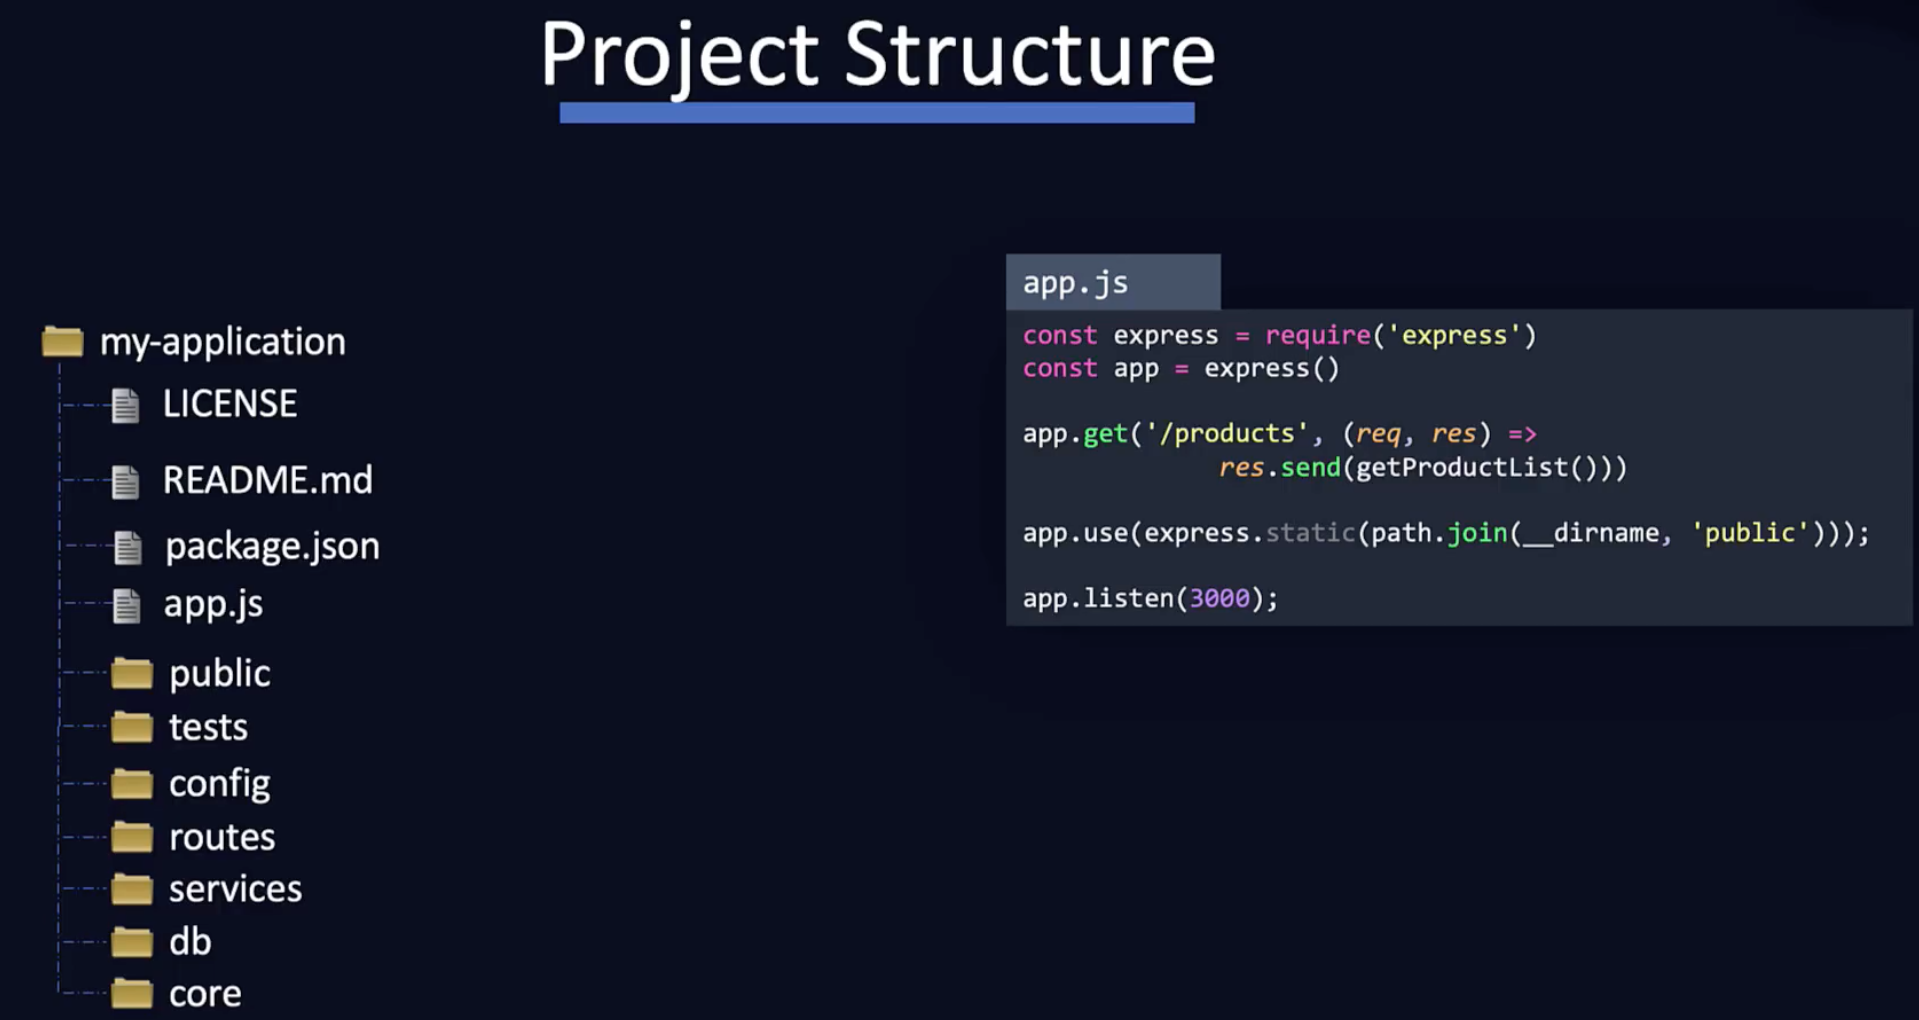 Project Structure
my-application
LICENSE
README.md
package.json
app.js
public
tests
config
routes
services
db
core
app.js
const express = require('express')
const app = express()
app.get('/products', (req, res) =>
res.send(getProductList()))
app.use(express.static(path.join(__dirname, 'public')));
app.listen(3000);